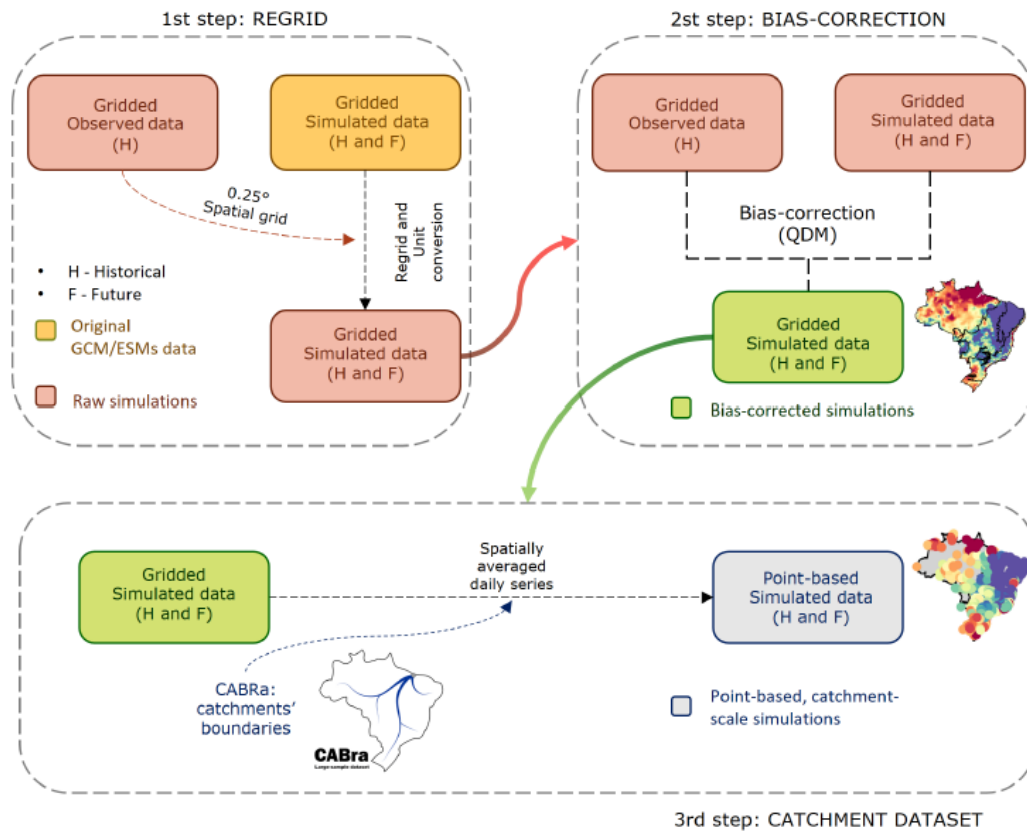 1st step: REGRID
Gridded
Observed data
(H)
Gridded
Simulated data
(H and F)
0.25°
Spatial grid
Regrid and
Unit
conversion
• H - Historical
• F - Future
Original
GCM/ESMs data
Raw simulations
Gridded
Simulated data
(H and F)
2nd step: BIAS-CORRECTION
Gridded
Observed data
(H)
Gridded
Simulated data
(H and F)
Bias-correction
(QDM)
Gridded
Simulated data
(H and F)
Bias-corrected simulations
Gridded
Simulated data
(H and F)
Spatially
averaged
daily series
Point-based
Simulated data
(H and F)
CABRa:
catchments’
boundaries
CABra
Large-sample dataset
Point-based, catchment-
scale simulations
3rd step: CATCHMENT DATASET